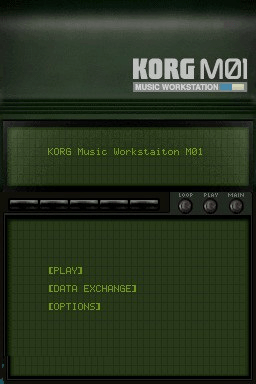 KORG M01
MUSIC WORKSTATION
KORG Music Workstaiton M01
LOOP PLAY MAIN
[PLAY]
[DATA EXCHANGE]
[OPTIONS]